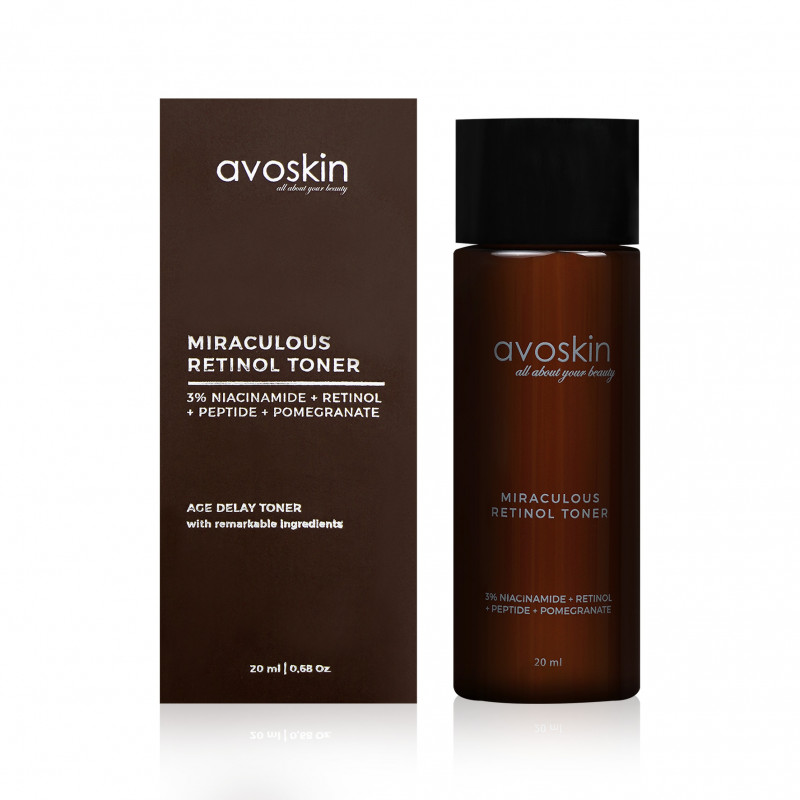 avoskin
all about your beauty
MIRACULOUS
RETINOL TONER
3% NIACINAMIDE + RETINOL
+ PEPTIDE + POMEGRANATE
AGE DELAY TONER
with remarkable ingredients
20 ml | 0,68 Oz.
avoskin
all about your beauty
MIRACULOUS
RETINOL TONER
3% NIACINAMIDE + RETINOL
+ PEPTIDE + POMEGRANATE
20 ml